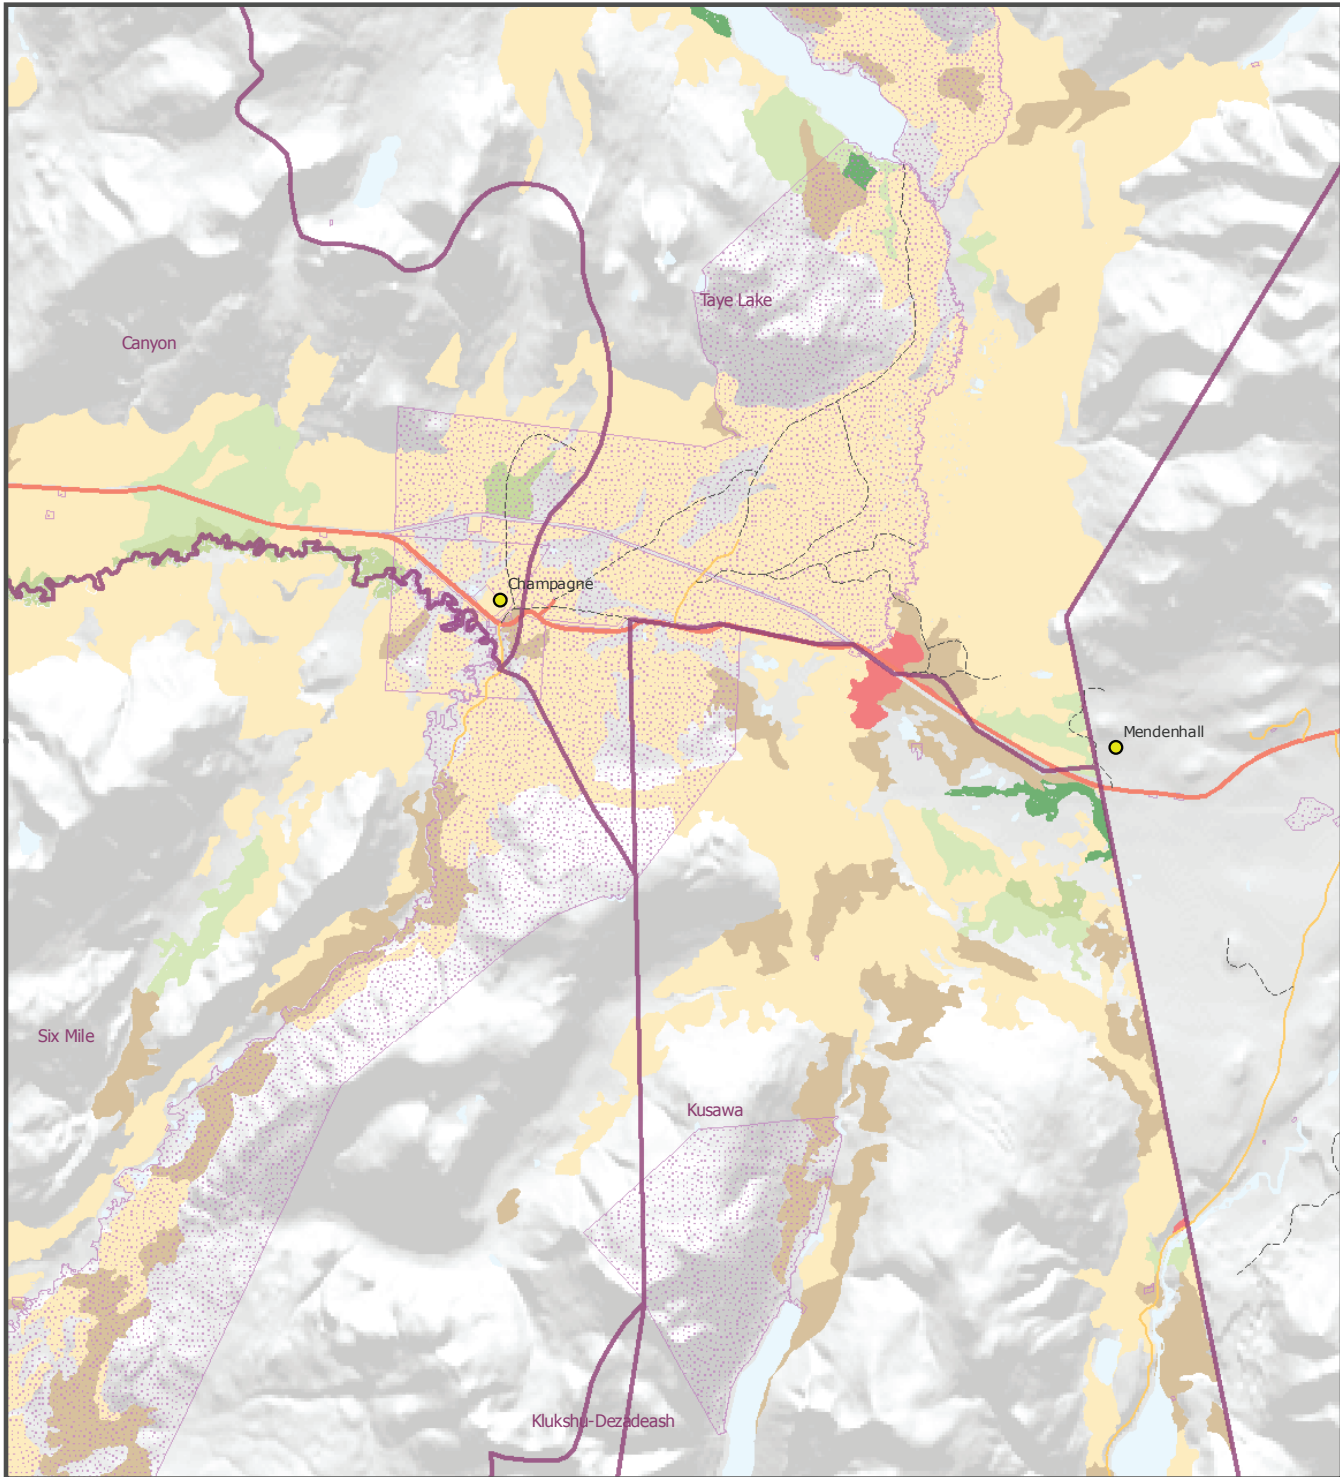 Taye Lake
Canyon
Champagne
Mendenhall
Six Mile
Kusawa
Klukshu-Dezadeash